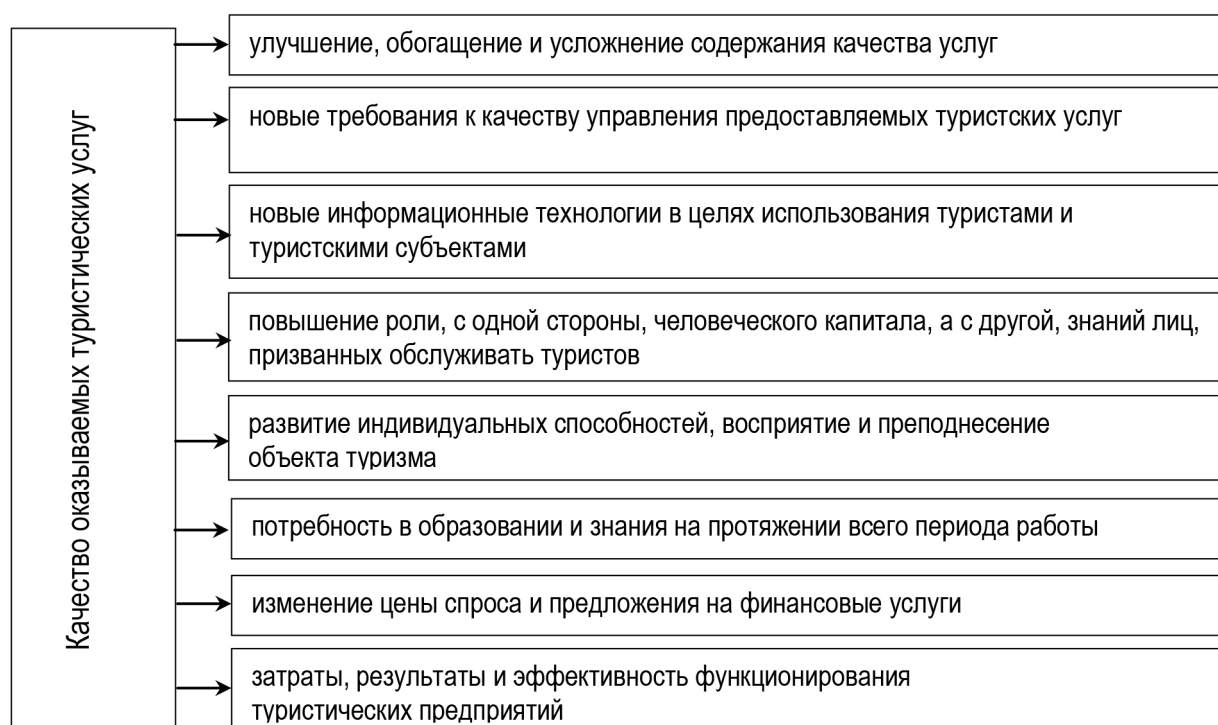 Качество оказываемых туристических услуг
улучшение, обогащение и усложнение содержания качества услуг
новые требования к качеству управления предоставляемых туристских услуг
новые информационные технологии в целях использования туристами и
туристскими субъектами
повышение роли, с одной стороны, человеческого капитала, а с другой, знаний лиц,
призванных обслуживать туристов
развитие индивидуальных способностей, восприятие и преподнесение
объекта туризма
потребность в образовании и знания на протяжении всего периода работы
изменение цены спроса и предложения на финансовые услуги
затраты, результаты и эффективность функционирования
туристических предприятий